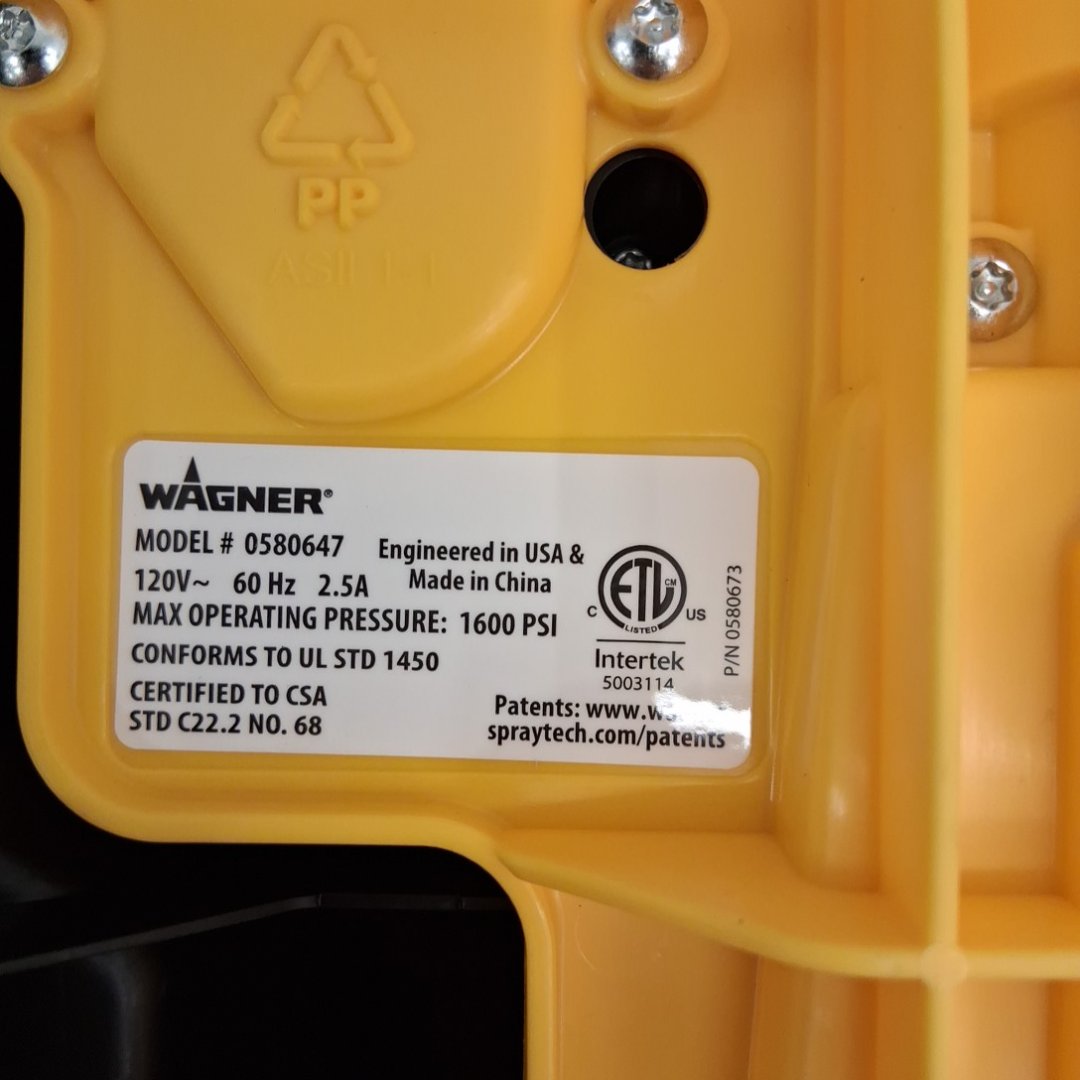 PP
WAGNER®
MODEL # 0580647
120V~ 60 Hz 2.5A
Engineered in USA &
Made in China
MAX OPERATING PRESSURE: 1600 PSI
CONFORMS TO UL STD 1450
CERTIFIED TO CSA
STD C22.2 NO. 68
C ETL CM US
LISTED
Intertek
5003114
P/N 0580673
Patents: www.
spraytech.com/patents